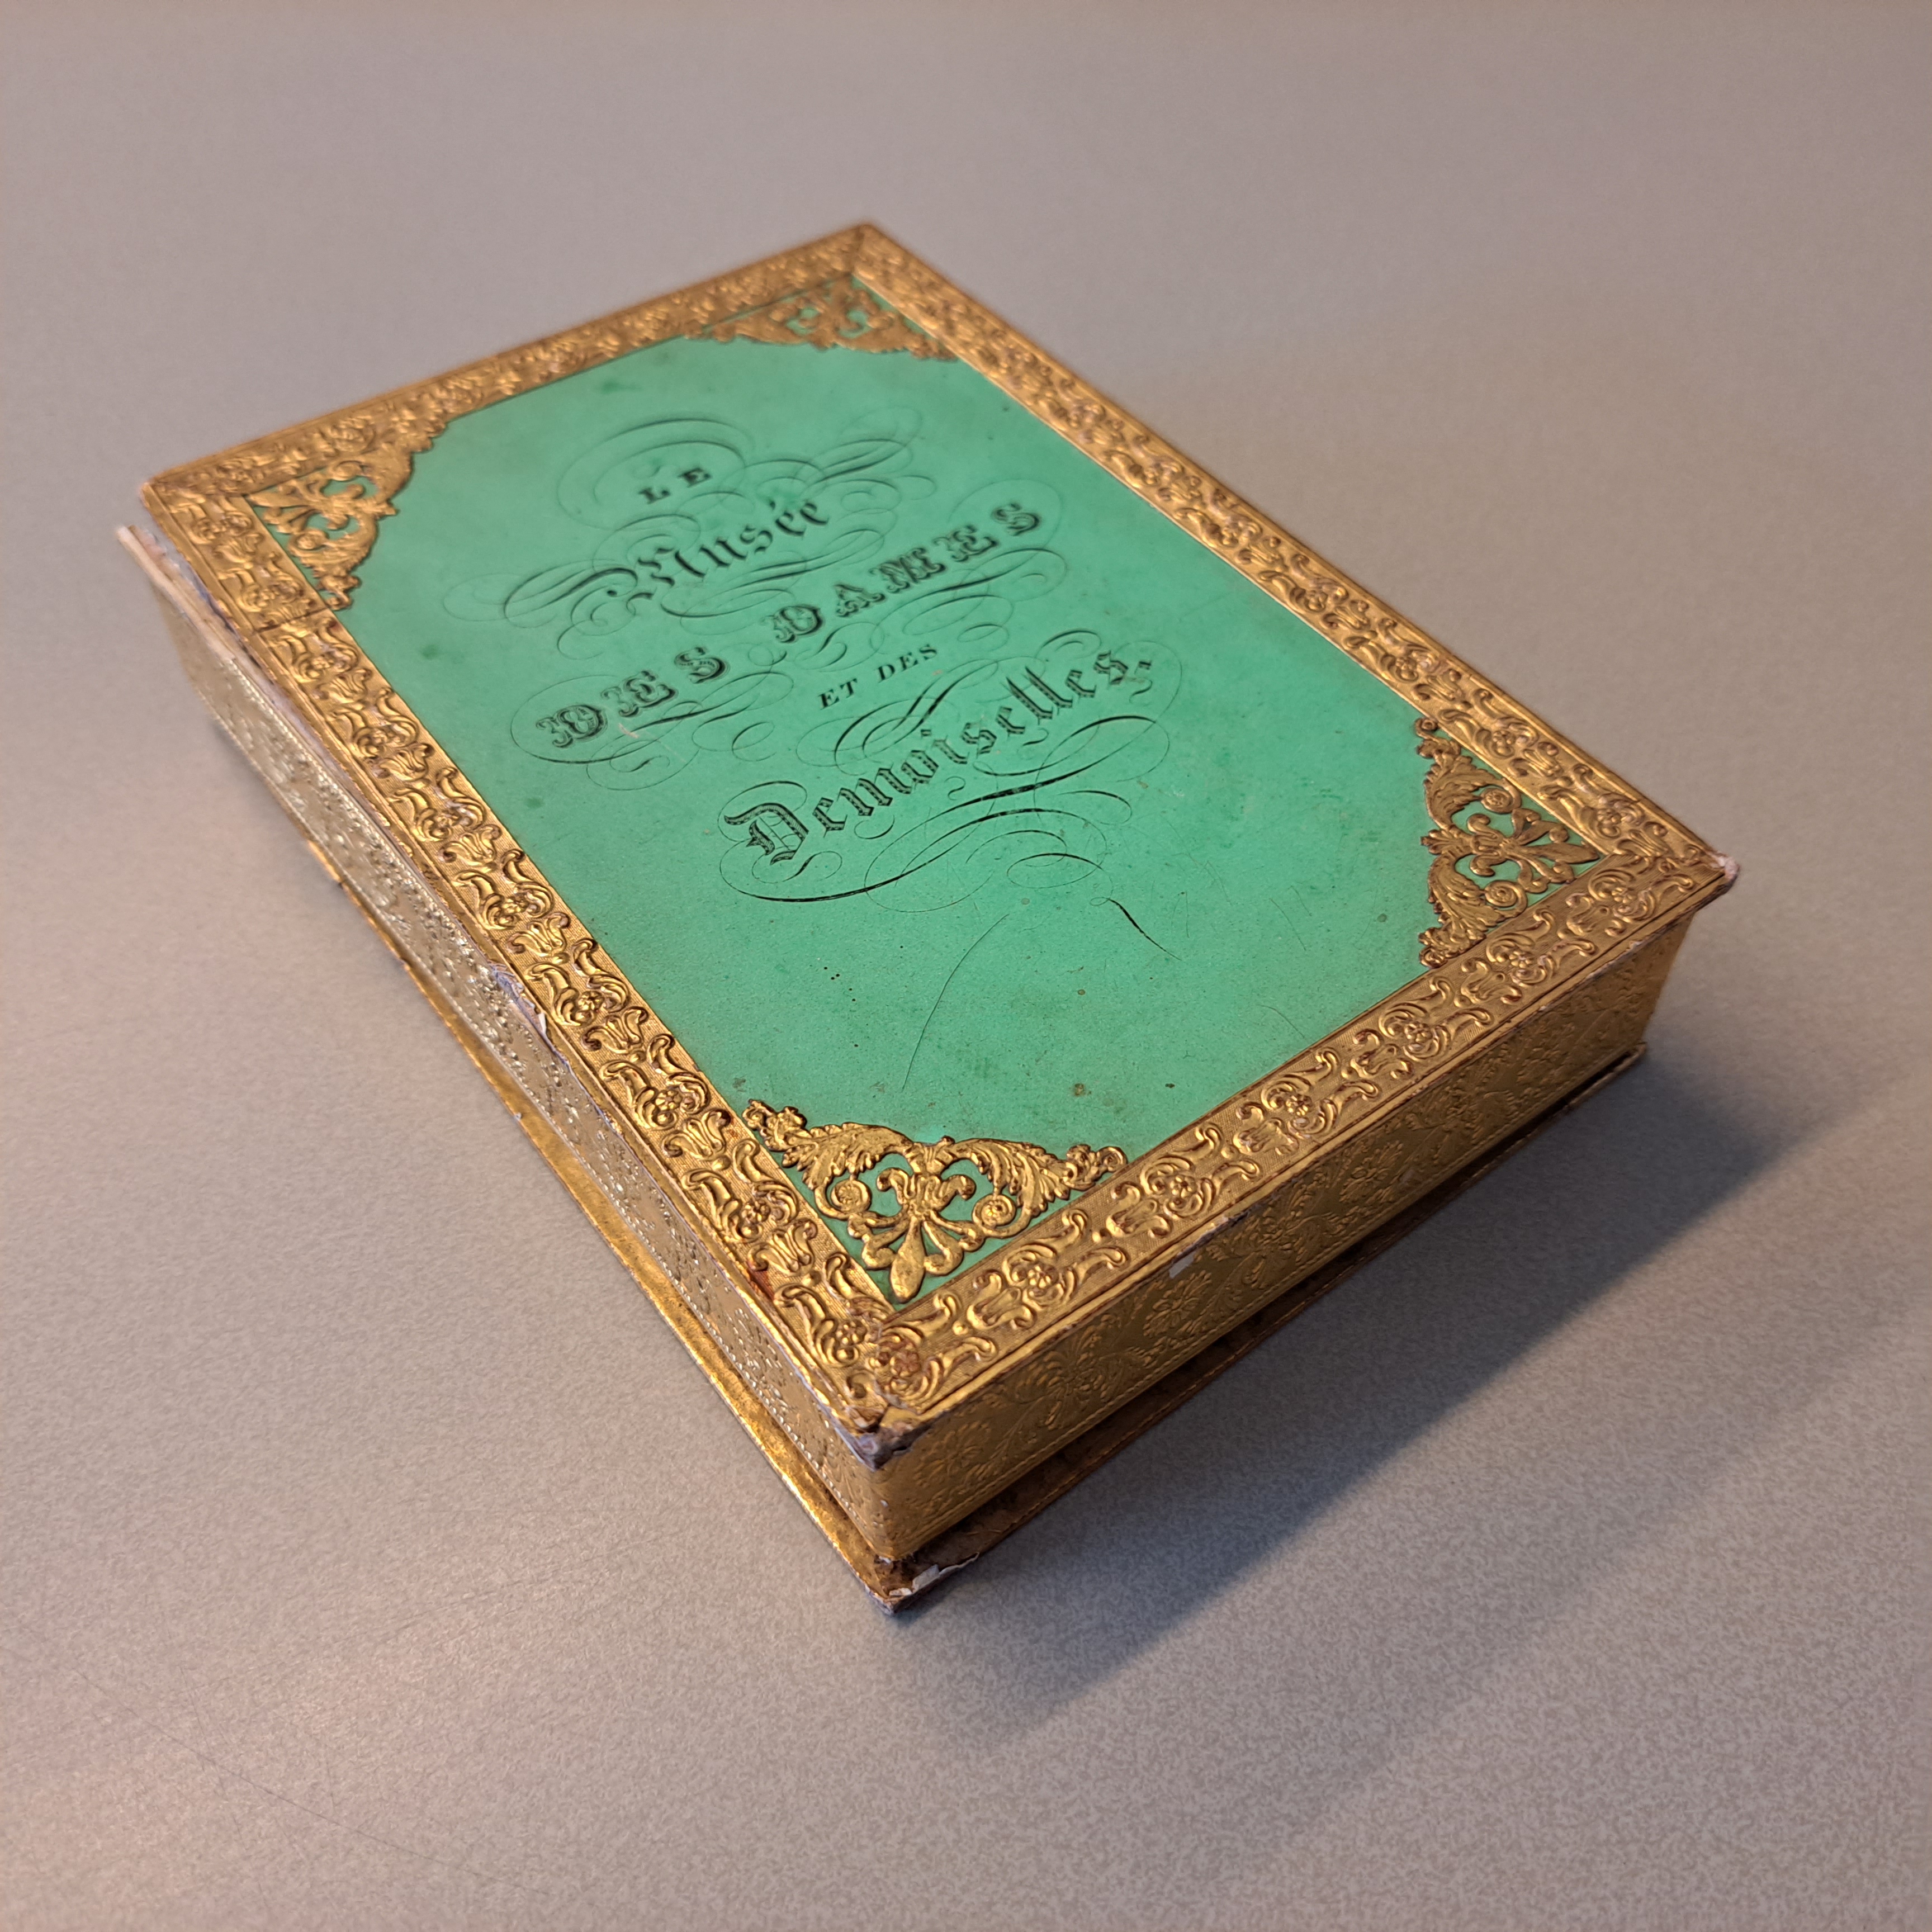 LE
Musée
DES DAMES
ET DES
Demoiselles.